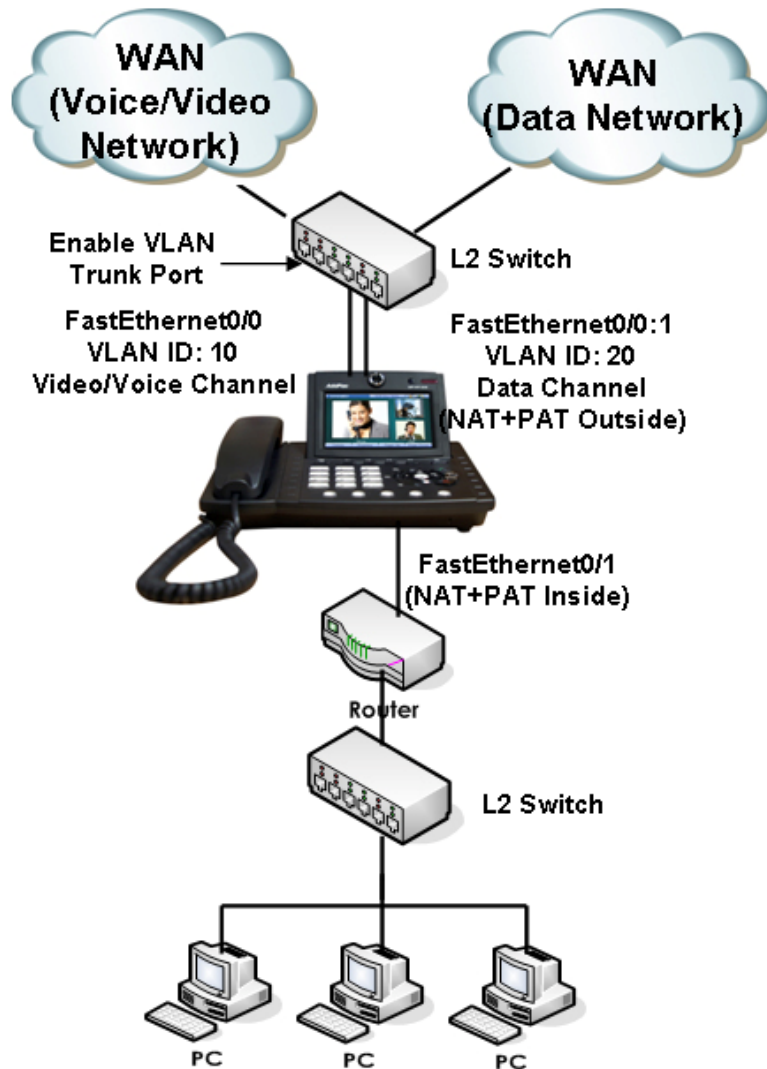 WAN
(Voice/Video
Network)
WAN
(Data Network)
Enable VLAN
Trunk Port
L2 Switch
FastEthernet0/0
VLAN ID: 10
Video/Voice Channel
FastEthernet0/0:1
VLAN ID: 20
Data Channel
(NAT+PAT Outside)
AddPac
FastEthernet0/1
(NAT+PAT Inside)
Router
L2 Switch
PC
PC
PC